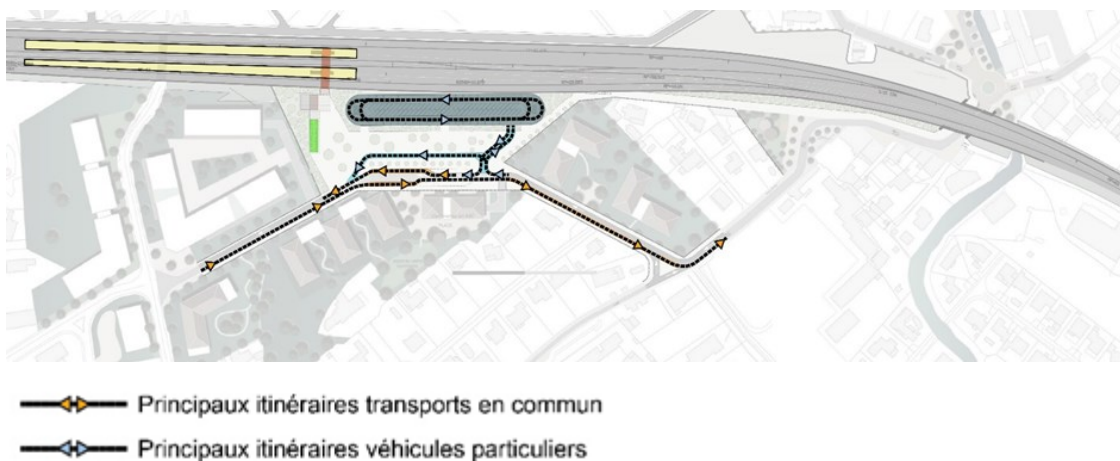 Principaux itinéraires transports en commun
Principaux itinéraires véhicules particuliers